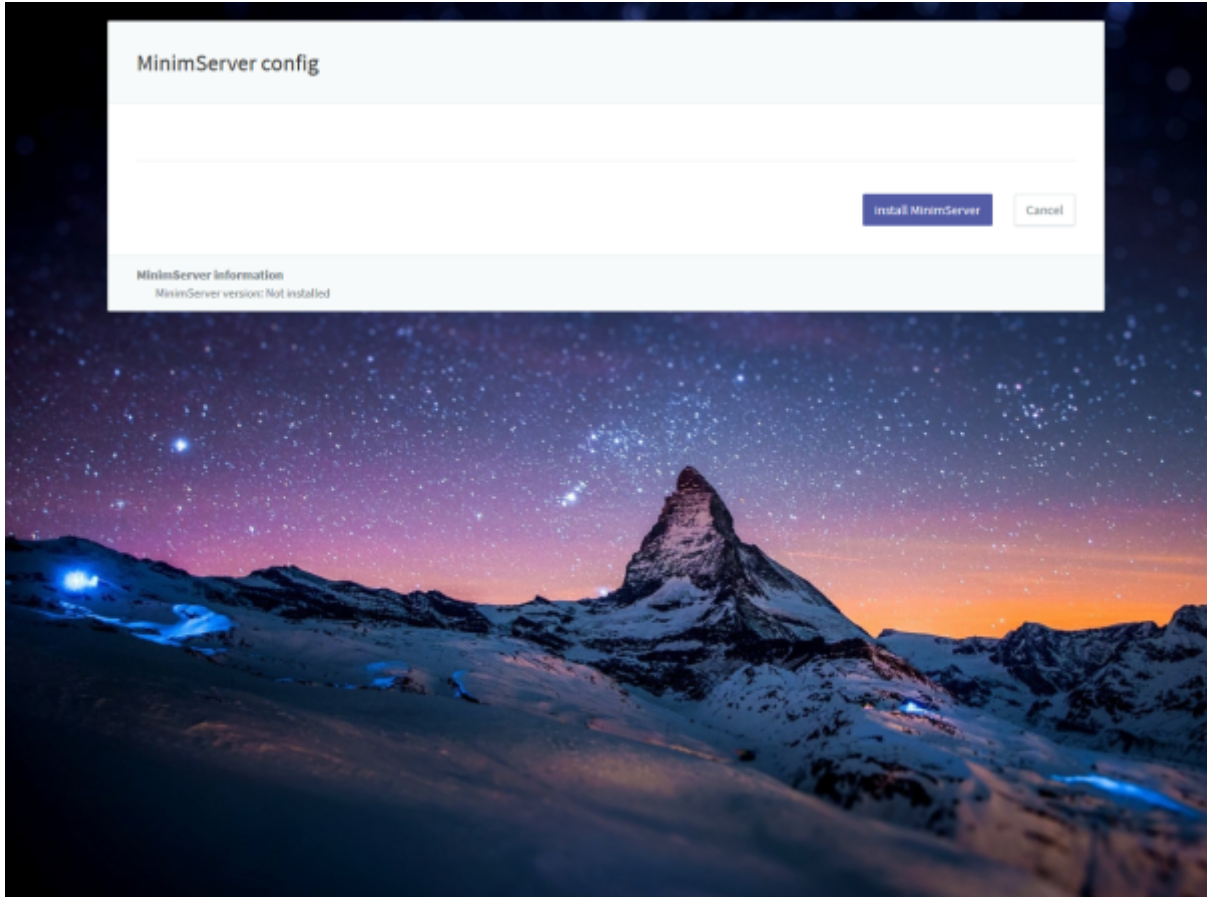 MinimServer config
Install MinimServer
Cancel
MinimServer information
MinimServer version: Not installed